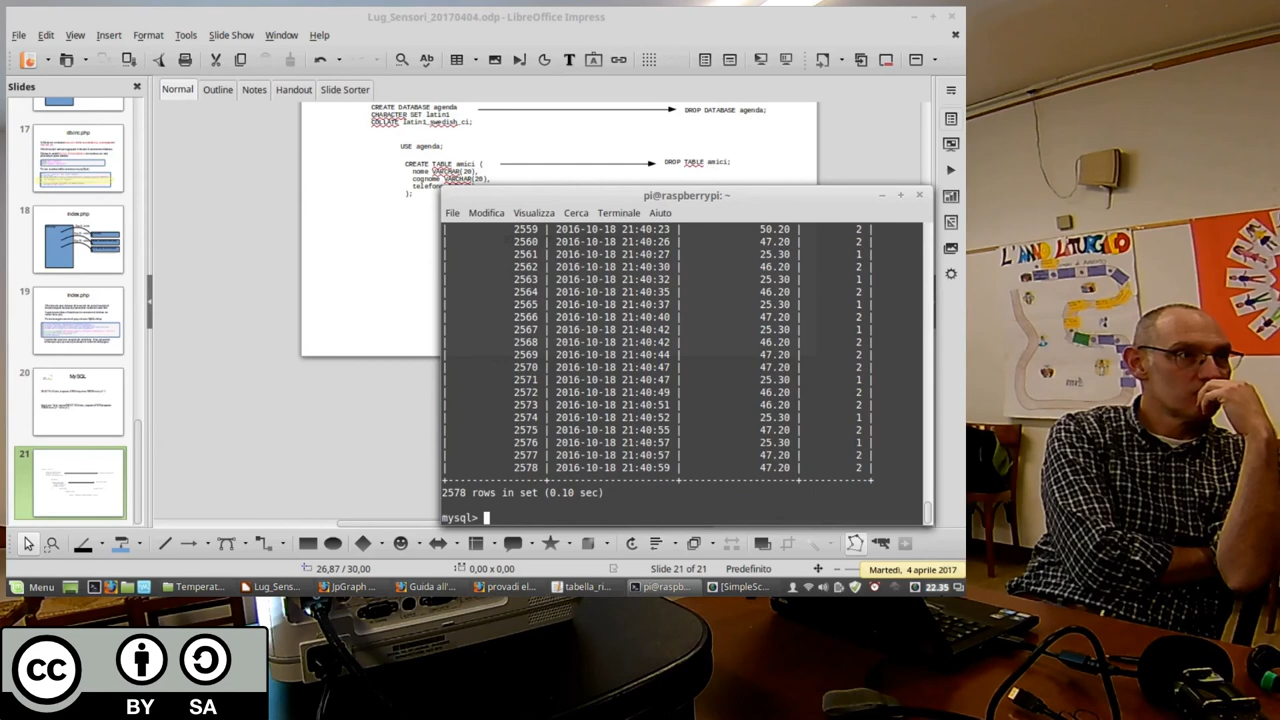 Lug_Sensori_20170404.odp - LibreOffice Impress
File Edit View Insert Format Tools Slide Show Window Help
Slides
Normal Outline Notes Handout Slide Sorter
17
18
index.php
19
index.php
20
MySQL
21
CREATE DATABASE agenda
CHARACTER SET latin1
COLLATE latin1_swedish_ci;
DROP DATABASE agenda;
USE agenda;
CREATE TABLE amici (
nome VARCHAR(20),
cognome VARCHAR(20),
);
DROP TABLE amici;
pi@raspberrypi: ~
File Modifica Visualizza Cerca Terminale Aiuto
| 2559 | 2016-10-18 21:40:23 | 50.20 | 2 |
| 2560 | 2016-10-18 21:40:26 | 47.20 | 2 |
| 2561 | 2016-10-18 21:40:27 | 25.30 | 1 |
| 2562 | 2016-10-18 21:40:30 | 46.20 | 2 |
| 2563 | 2016-10-18 21:40:32 | 25.30 | 1 |
| 2564 | 2016-10-18 21:40:35 | 46.20 | 2 |
| 2565 | 2016-10-18 21:40:37 | 25.30 | 1 |
| 2566 | 2016-10-18 21:40:40 | 47.20 | 2 |
| 2567 | 2016-10-18 21:40:42 | 25.30 | 1 |
| 2568 | 2016-10-18 21:40:42 | 46.20 | 2 |
| 2569 | 2016-10-18 21:40:44 | 47.20 | 2 |
| 2570 | 2016-10-18 21:40:47 | 47.20 | 2 |
| 2571 | 2016-10-18 21:40:47 | 25.30 | 1 |
| 2572 | 2016-10-18 21:40:49 | 46.20 | 2 |
| 2573 | 2016-10-18 21:40:51 | 46.20 | 2 |
| 2574 | 2016-10-18 21:40:52 | 25.30 | 1 |
| 2575 | 2016-10-18 21:40:55 | 47.20 | 2 |
| 2576 | 2016-10-18 21:40:57 | 25.30 | 1 |
| 2577 | 2016-10-18 21:40:57 | 47.20 | 2 |
| 2578 | 2016-10-18 21:40:59 | 47.20 | 2 |
2578 rows in set (0.10 sec)
mysql>
26,87 / 30,00 0,00 x 0,00 Slide 21 of 21 Predefinito
Martedì, 4 aprile 2017
Menu Temperat... Lug_Sens... JpGraph ... Guida all'... provadi el... tabella_ri... pi@raspb... [SimpleSc... 22.35
L'ANNO LITURGICO
cc
BY SA